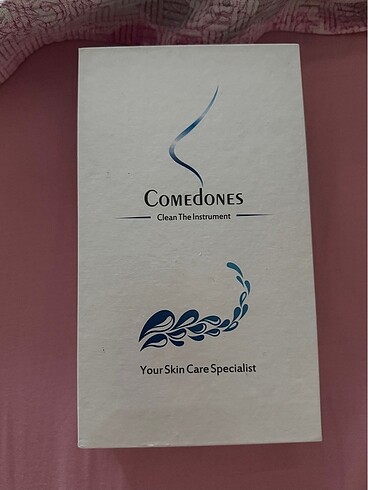 COMEdONES
Clean The Instrument
Your Skin Care Specialist